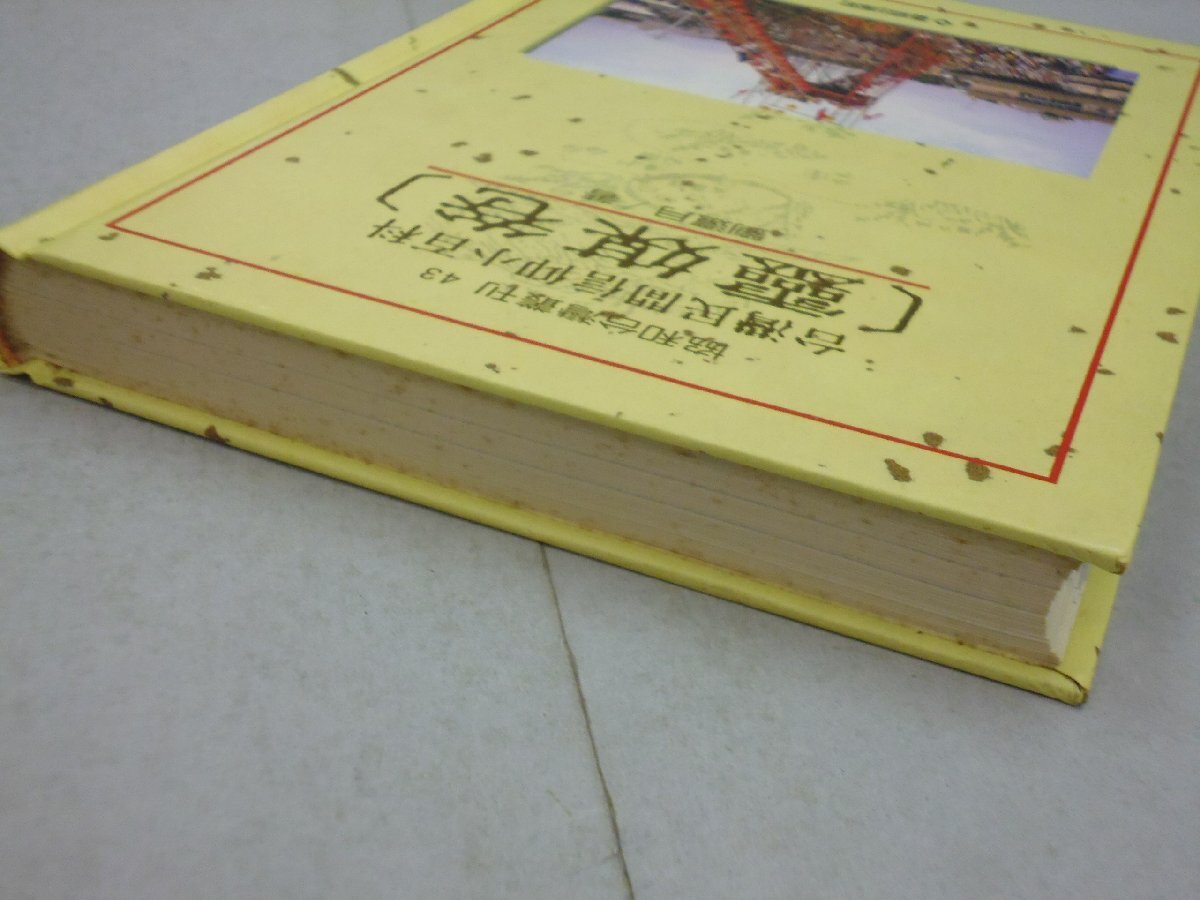 協和台灣叢刊 43
台灣民間信仰小百科
〔靈媒卷〕
劉還月・著